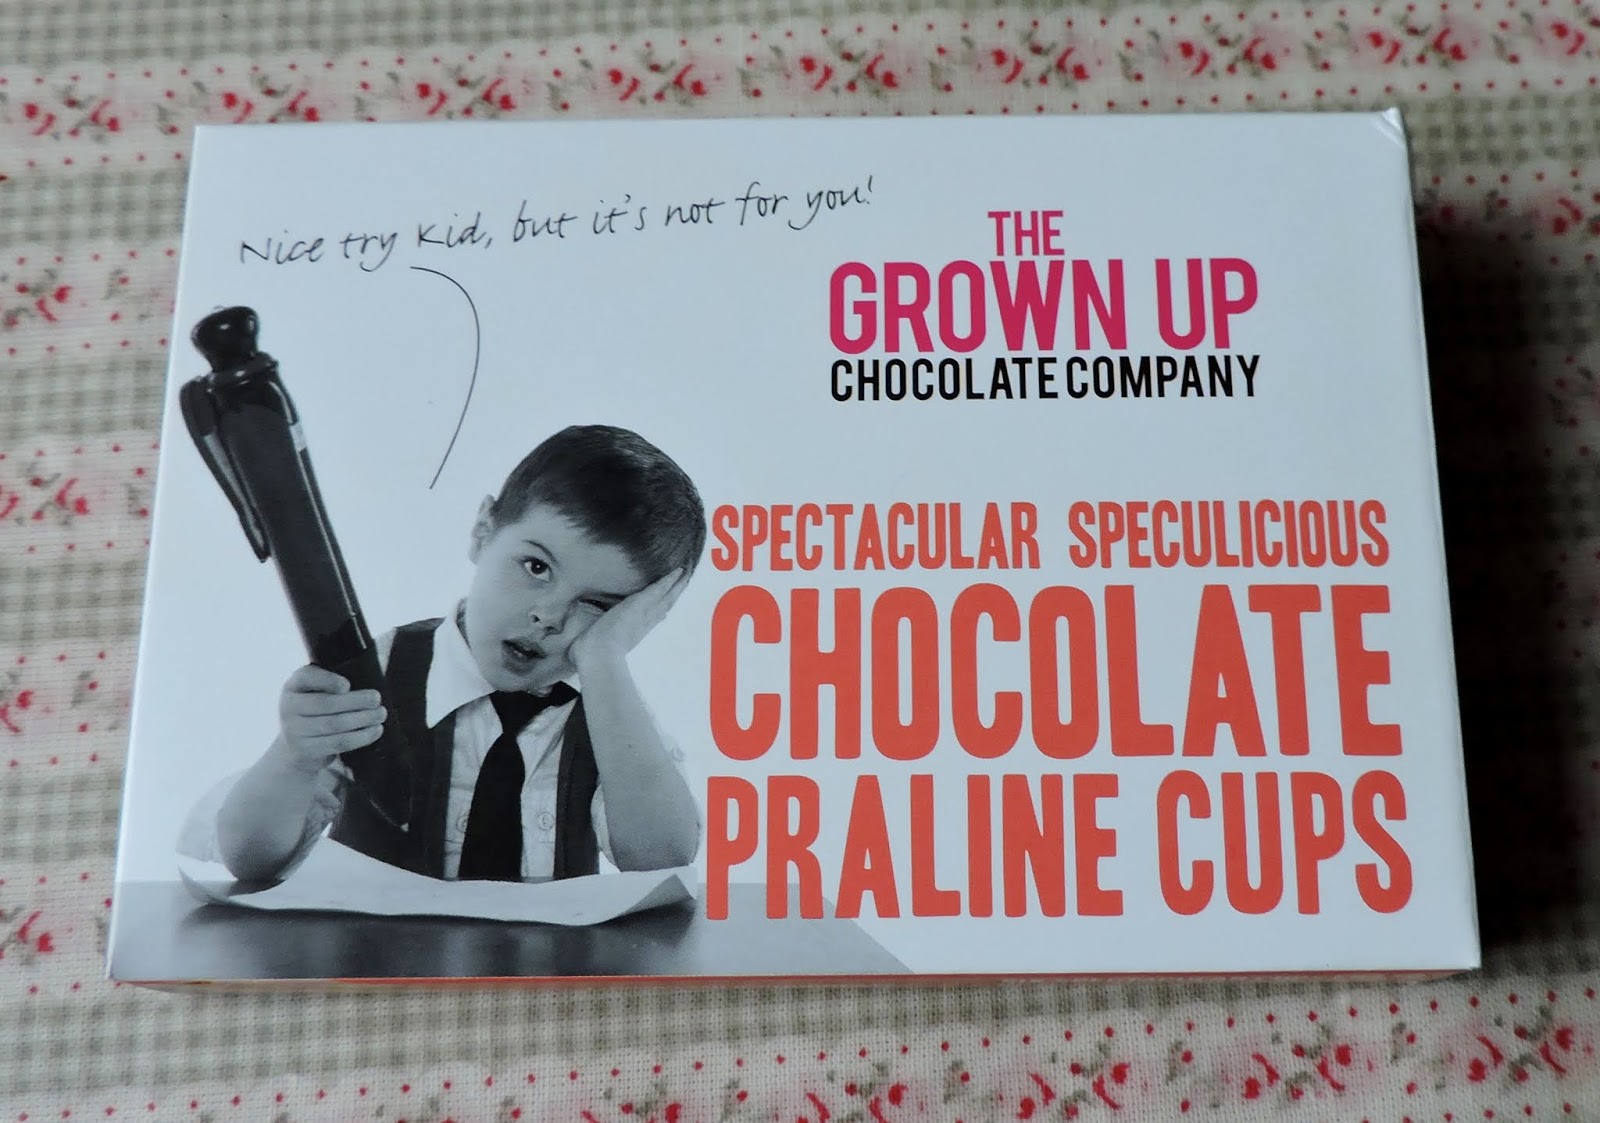 Nice try kid, but it's not for you!
THE
GROWN UP
CHOCOLATE COMPANY
SPECTACULAR SPECULICIOUS
CHOCOLATE
PRALINE CUPS